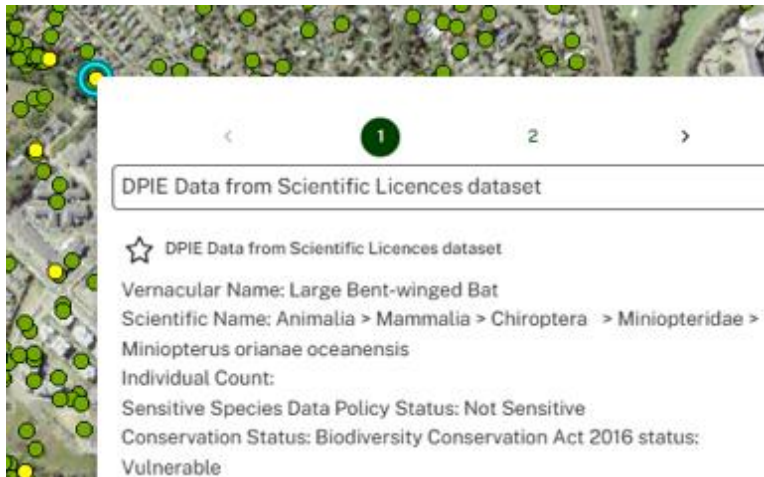 < 1 2 >
DPIE Data from Scientific Licences dataset
DPIE Data from Scientific Licences dataset
Vernacular Name: Large Bent-winged Bat
Scientific Name: Animalia > Mammalia > Chiroptera > Miniopteridae >
Miniopterus orianae oceanensis
Individual Count:
Sensitive Species Data Policy Status: Not Sensitive
Conservation Status: Biodiversity Conservation Act 2016 status:
Vulnerable